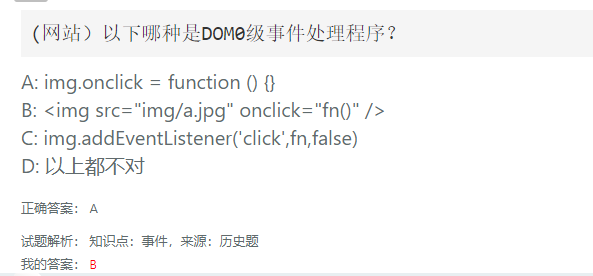 (网站) 以下哪种是DOM0级事件处理程序?
A: img.onclick = function () {}
B: <img src="img/a.jpg" onclick="fn()" />
C: img.addEventListener('click',fn,false)
D: 以上都不对
正确答案: A
试题解析: 知识点: 事件, 来源: 历史题
我的答案: B